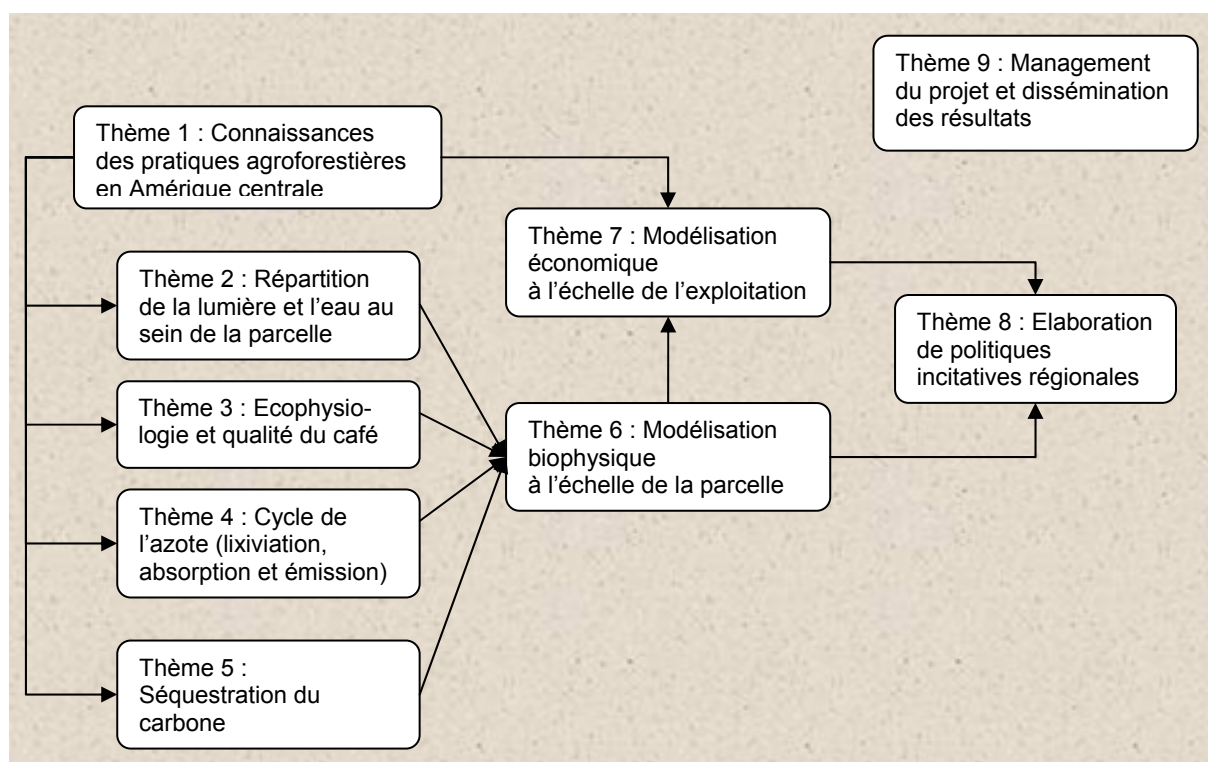 Thème 9 : Management
du projet et dissémination
des résultats
Thème 1 : Connaissances
des pratiques agroforestières
en Amérique centrale
Thème 7 : Modélisation
économique
à l’échelle de l’exploitation
Thème 2 : Répartition
de la lumière et l’eau au
sein de la parcelle
Thème 8 : Elaboration
de politiques
incitatives régionales
Thème 3 : Ecophysio-
logie et qualité du café
Thème 6 : Modélisation
biophysique
à l’échelle de la parcelle
Thème 4 : Cycle de
l’azote (lixiviation,
absorption et émission)
Thème 5 :
Séquestration du
carbone